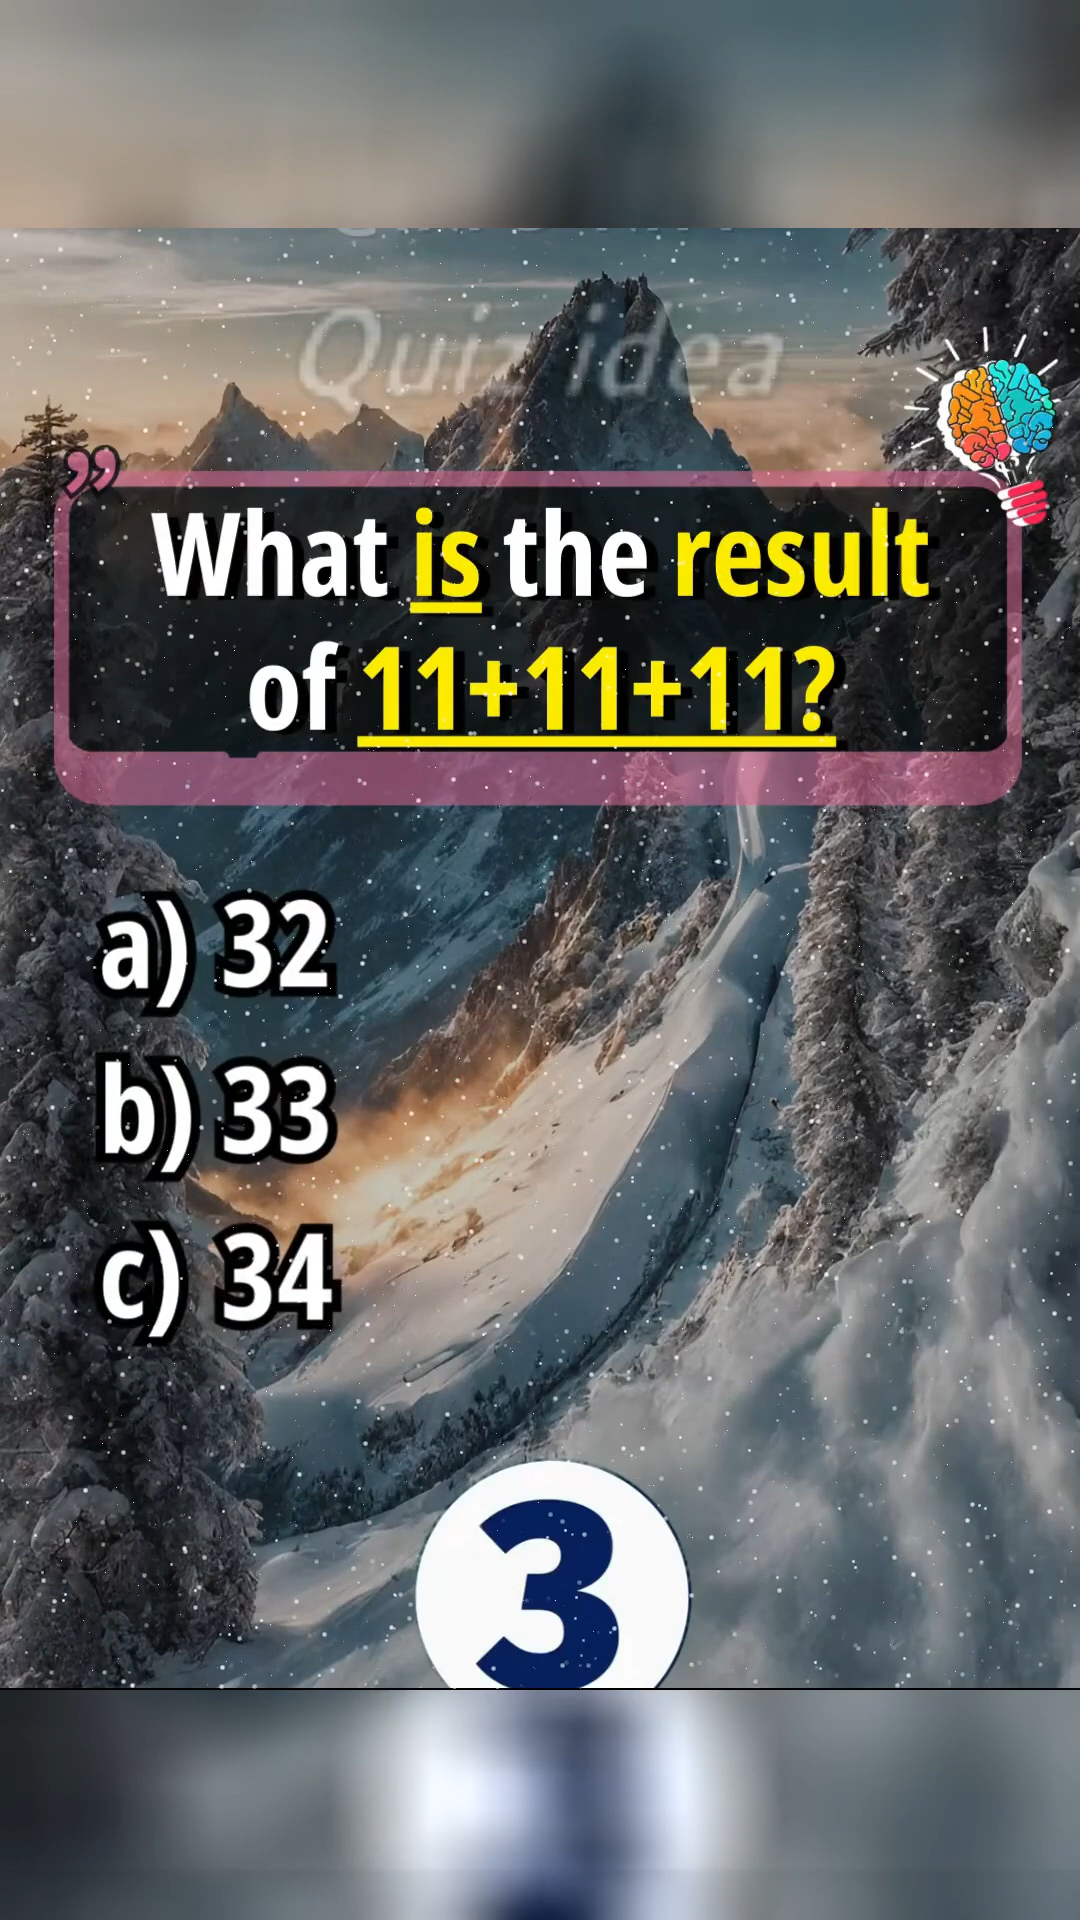 Quiz idea
What is the result
of 11+11+11?
a) 32
b) 33
c) 34
3